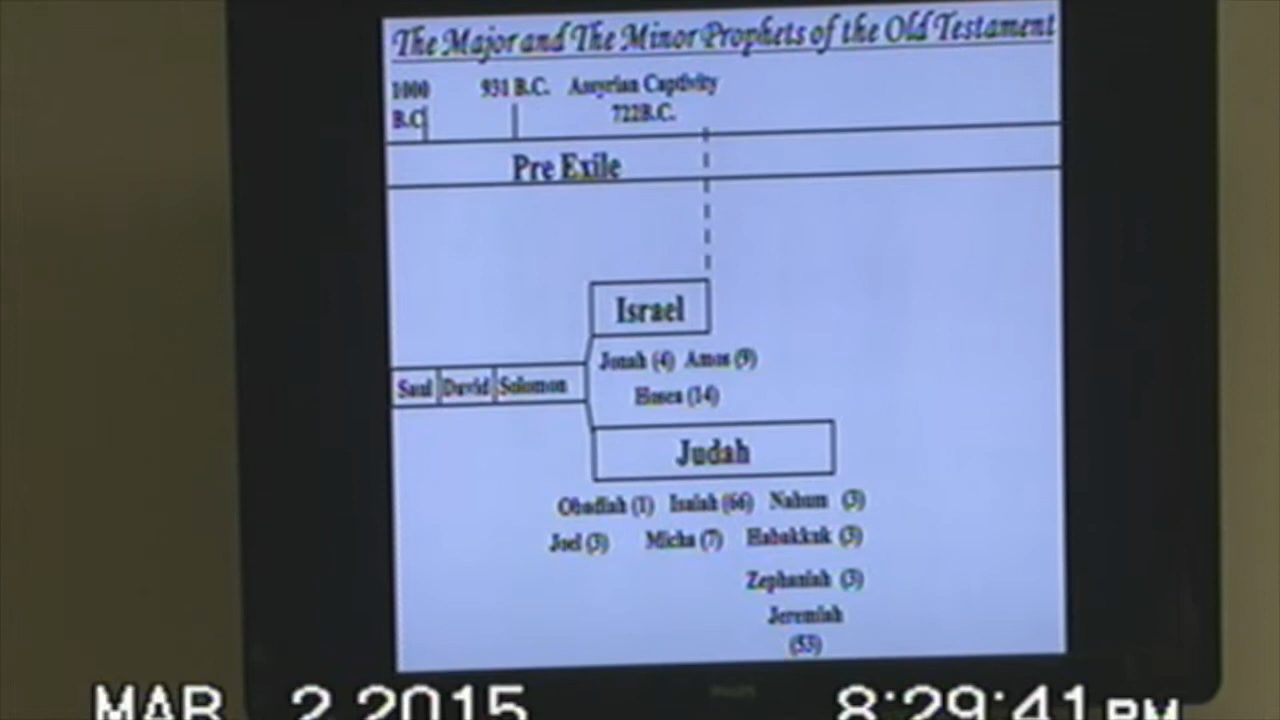 The Major and The Minor Prophets of the Old Testament
1000 931 B.C. Assyrian Captivity
B.C 722B.C.
Pre Exile
Israel
Jonah (4) Amos (9)
Saul David Solomon
Hosea (14)
Judah
Obadiah (1) Isaiah (66) Nahum (3)
Joel (3) Micha (7) Habakkuk (3)
Zephaniah (3)
Jeremiah
(53)
MAR 2 2015 8:29:41 PM